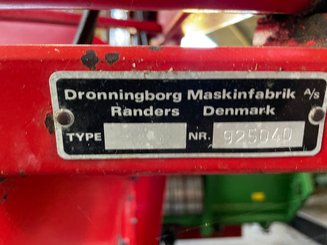 Dronningborg Maskinfabrik A/S
Randers Denmark
TYPE NR. 925040